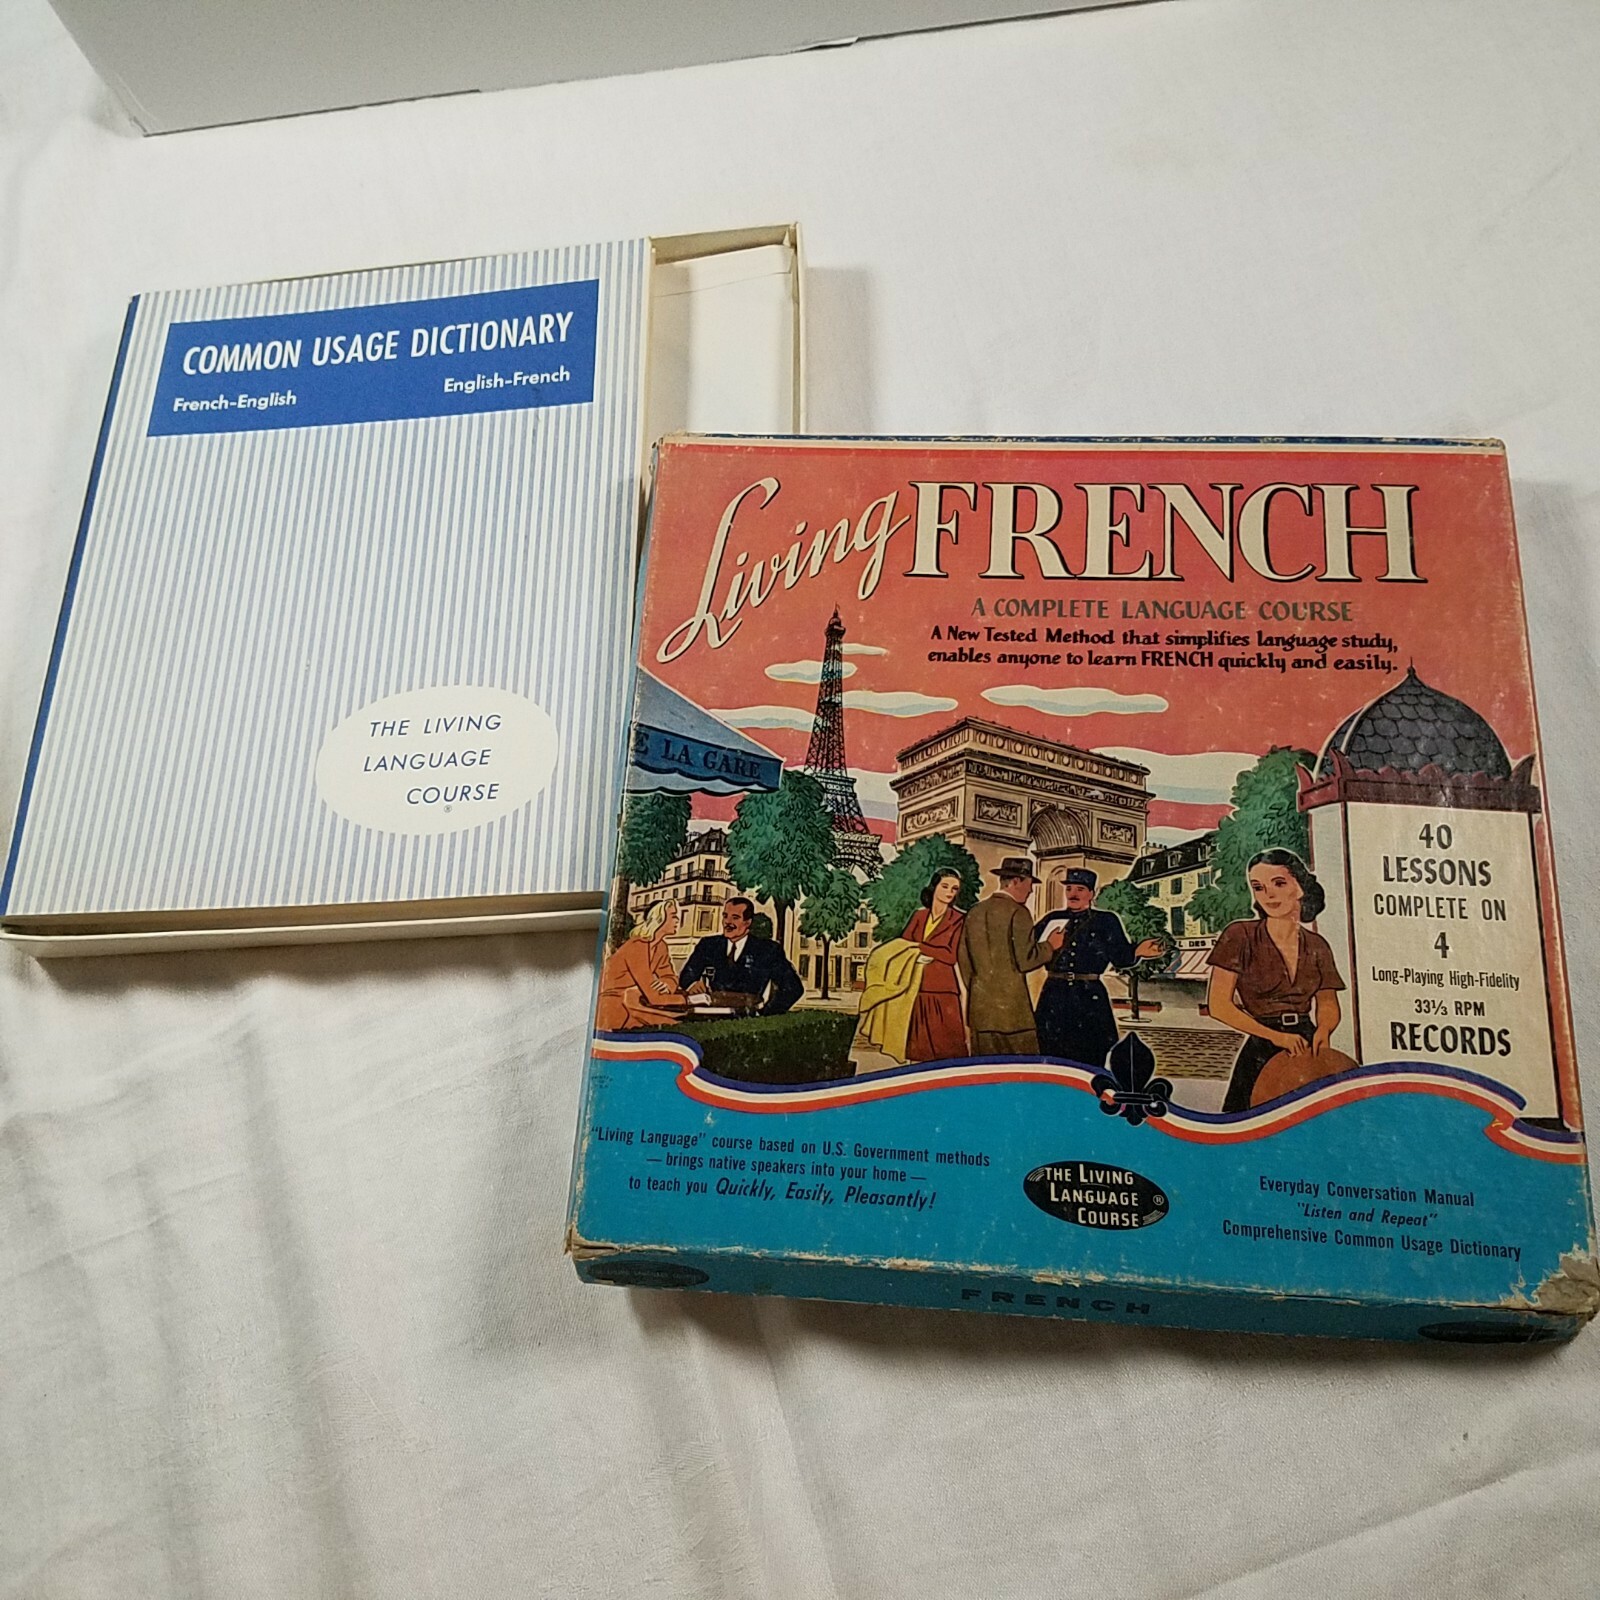 COMMON USAGE DICTIONARY
French-English
English-French
THE LIVING
LANGUAGE
COURSE
®
Living FRENCH
A COMPLETE LANGUAGE COURSE
A New Tested Method that simplifies language study,
enables anyone to learn FRENCH quickly and easily.
E LA GARE
L DES D
40
LESSONS
COMPLETE ON
4
Long-Playing High-Fidelity
33⅓ RPM
RECORDS
"Living Language" course based on U.S. Government methods
— brings native speakers into your home —
to teach you Quickly, Easily, Pleasantly!
THE LIVING
LANGUAGE ®
COURSE
Everyday Conversation Manual
"Listen and Repeat"
Comprehensive Common Usage Dictionary
FRENCH